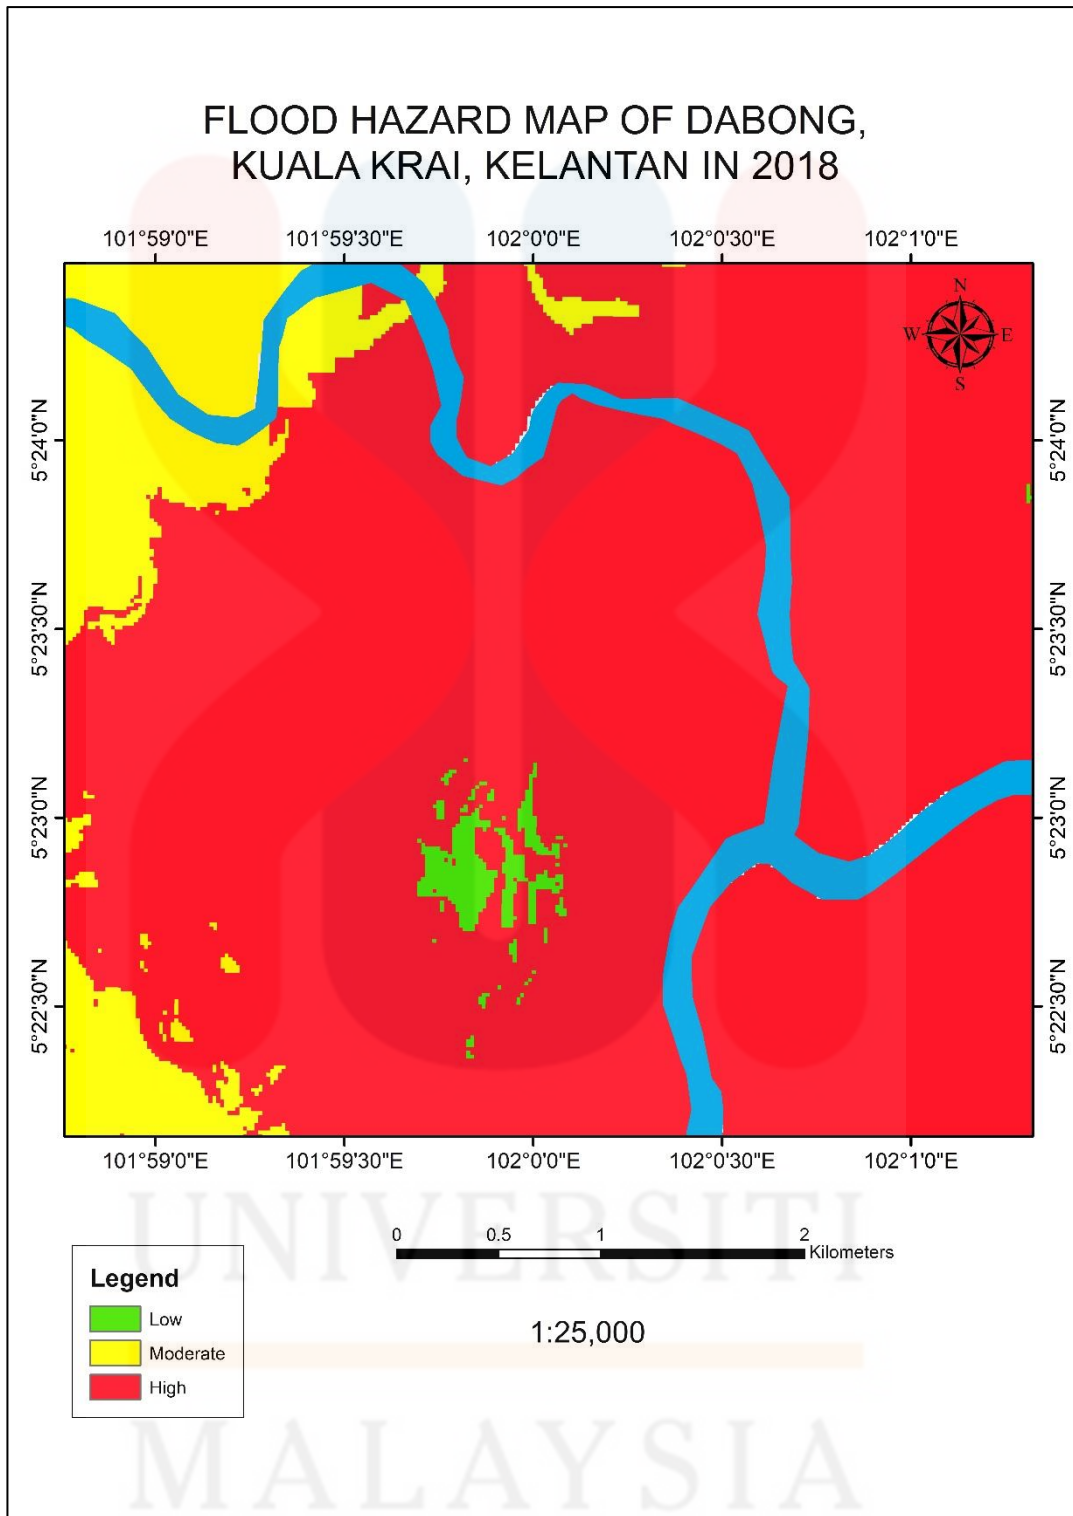 FLOOD HAZARD MAP OF DABONG,
KUALA KRAI, KELANTAN IN 2018
101°59'0"E 101°59'30"E 102°0'0"E 102°0'30"E 102°1'0"E
N
W E
S
5°24'0"N 5°24'0"N
5°23'30"N 5°23'30"N
5°23'0"N 5°23'0"N
5°22'30"N 5°22'30"N
101°59'0"E 101°59'30"E 102°0'0"E 102°0'30"E 102°1'0"E
UNIVERSITI
0 0.5 1 2
Kilometers
Legend
Low
Moderate
High
1:25,000
MALAYSIA